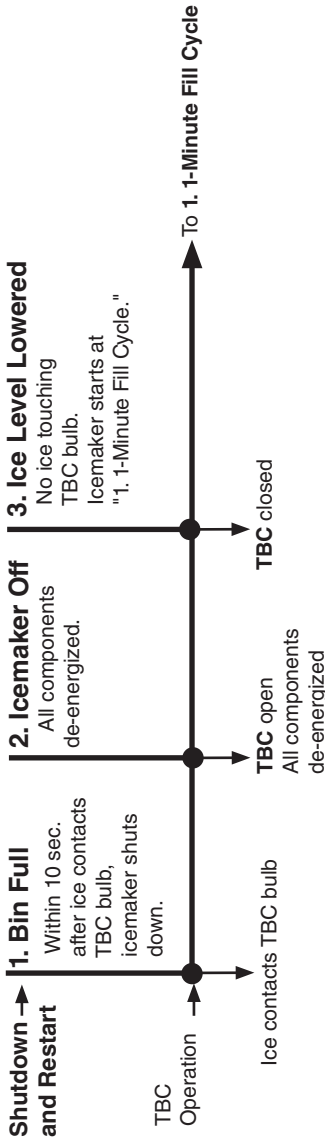 Shutdown
and Restart
1. Bin Full
Within 10 sec.
after ice contacts
TBC bulb,
icemaker shuts
down.
2. Icemaker Off
All components
de-energized.
3. Ice Level Lowered
No ice touching
TBC bulb.
Icemaker starts at
"1. 1-Minute Fill Cycle."
TBC
Operation
To 1. 1-Minute Fill Cycle
Ice contacts TBC bulb
TBC open
All components
de-energized
TBC closed